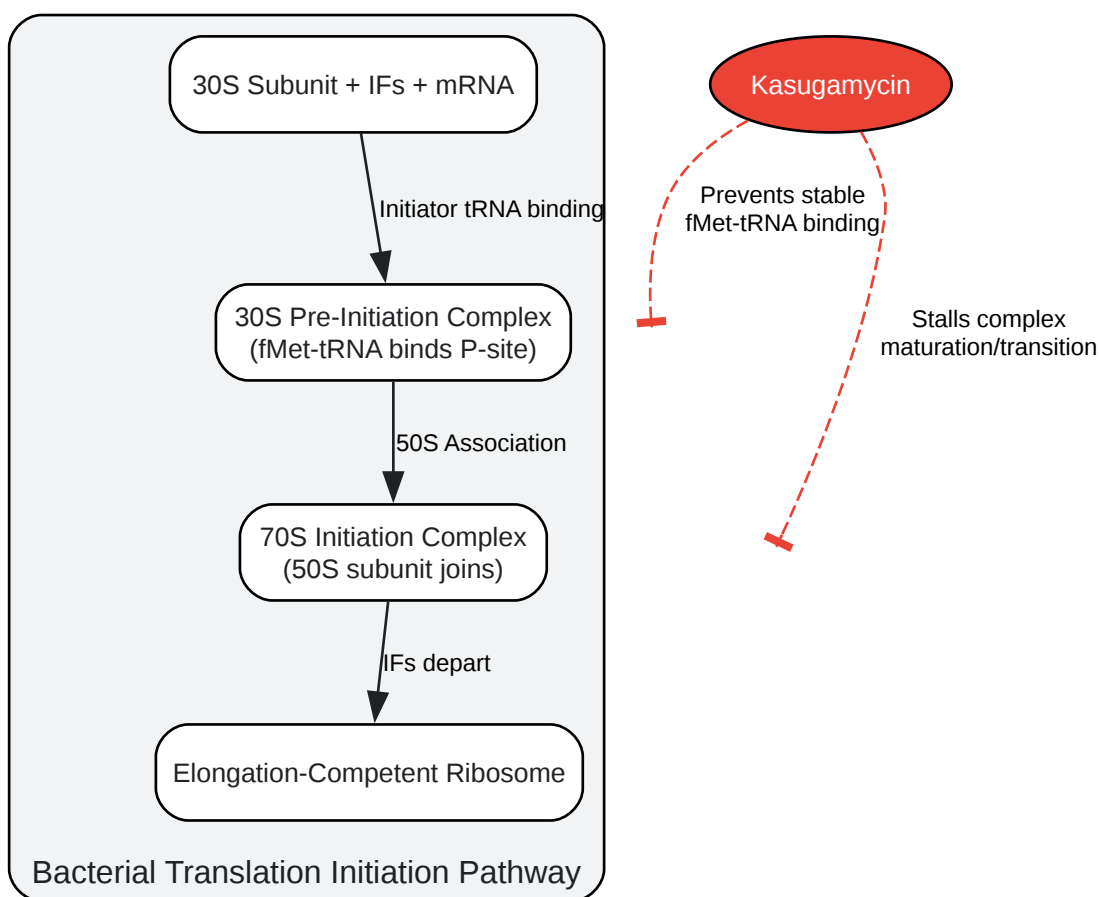 30S Subunit + IFs + mRNA
Kasugamycin
Prevents stable
fMet-tRNA binding
Initiator tRNA binding
30S Pre-Initiation Complex
(fMet-tRNA binds P-site)
Stalls complex
maturation/transition
50S Association
70S Initiation Complex
(50S subunit joins)
IFs depart
Elongation-Competent Ribosome
Bacterial Translation Initiation Pathway